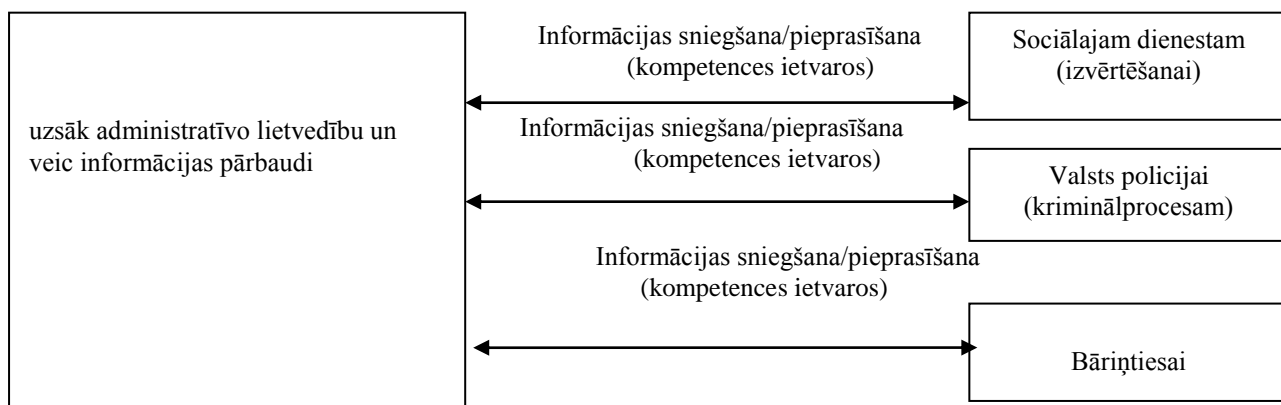 uzsāk administratīvo lietvedību un
veic informācijas pārbaudi
Informācijas sniegšana/pieprasīšana
(kompetences ietvaros)
Sociālajam dienestam
(izvērtēšanai)
Informācijas sniegšana/pieprasīšana
(kompetences ietvaros)
Valsts policijai
(kriminālprocesam)
Informācijas sniegšana/pieprasīšana
(kompetences ietvaros)
Bāriņtiesai